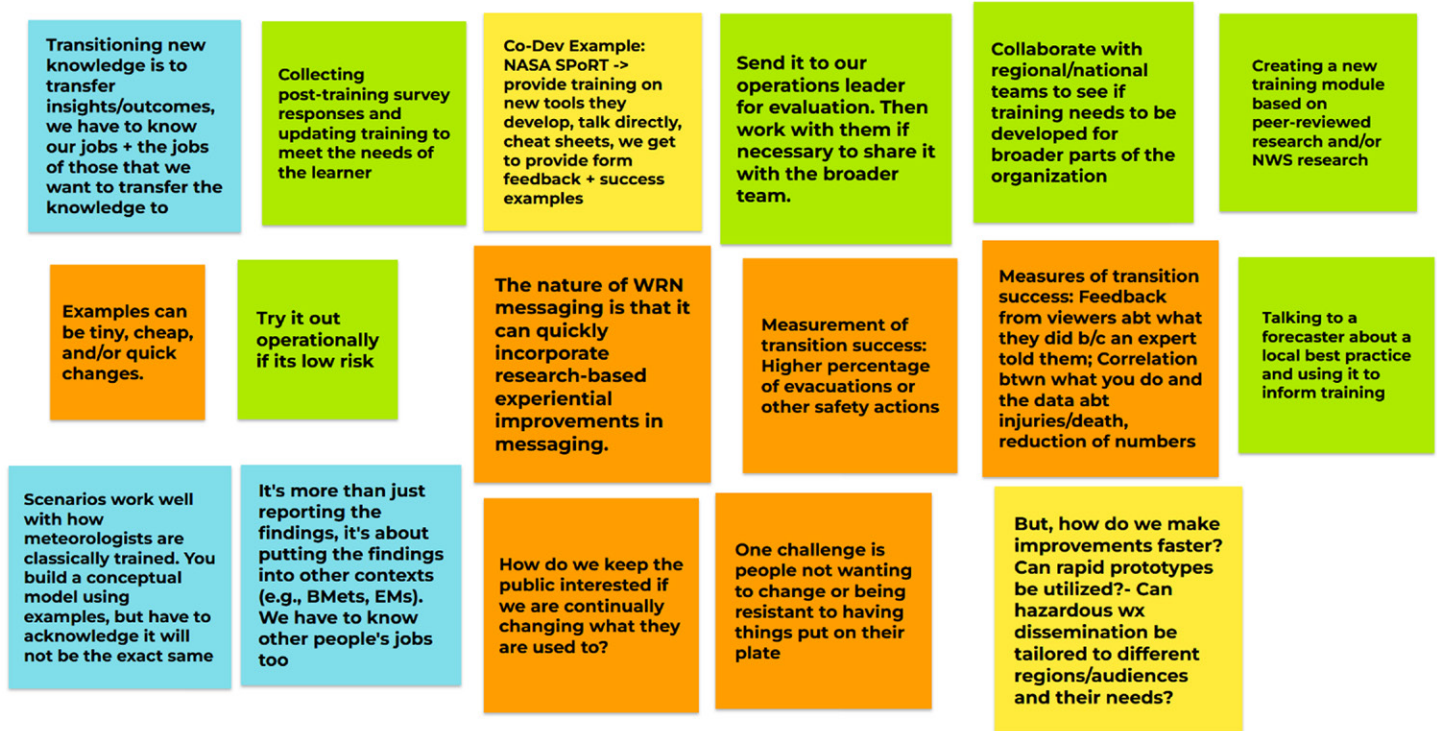 Transitioning new
knowledge is to
transfer
insights/outcomes,
we have to know
our jobs + the jobs
of those that we
want to transfer the
knowledge to
Collecting
post-training survey
responses and
updating training to
meet the needs of
the learner
Co-Dev Example:
NASA SPoRT ->
provide training on
new tools they
develop, talk directly,
cheat sheets, we get
to provide form
feedback + success
examples
Send it to our
operations leader
for evaluation. Then
work with them if
necessary to share it
with the broader
team.
Collaborate with
regional/national
teams to see if
training needs to be
developed for
broader parts of the
organization
Creating a new
training module
based on
peer-reviewed
research and/or
NWS research
Examples can
be tiny, cheap,
and/or quick
changes.
Try it out
operationally
if its low risk
The nature of WRN
messaging is that it
can quickly
incorporate
research-based
experiential
improvements in
messaging.
Measurement of
transition success:
Higher percentage
of evacuations or
other safety actions
Measures of transition
success: Feedback
from viewers abt what
they did b/c an expert
told them; Correlation
btwn what you do and
the data abt
injuries/death,
reduction of numbers
Talking to a
forecaster about a
local best practice
and using it to
inform training
Scenarios work well
with how
meteorologists are
classically trained. You
build a conceptual
model using
examples, but have to
acknowledge it will
not be the exact same
It's more than just
reporting the
findings, it's about
putting the findings
into other contexts
(e.g., BMets, EMs).
We have to know
other people's jobs
too
How do we keep the
public interested if
we are continually
changing what they
are used to?
One challenge is
people not wanting
to change or being
resistant to having
things put on their
plate
But, how do we make
improvements faster?
Can rapid prototypes
be utilized?- Can
hazardous wx
dissemination be
tailored to different
regions/audiences
and their needs?